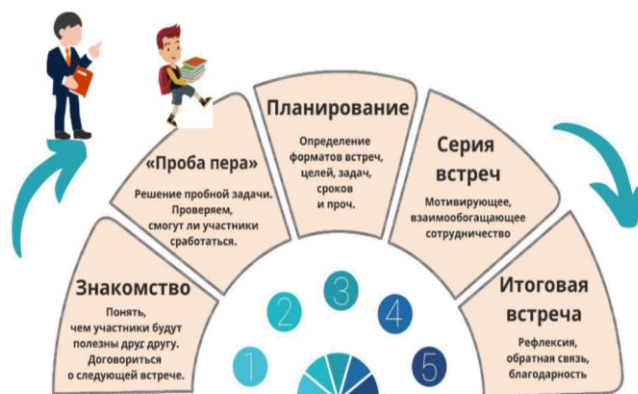 Знакомство
Понять,
чем участники будут
полезны друг другу.
Договориться
о следующей встрече.
«Проба пера»
Решение пробной задачи.
Проверяем,
смогут ли участники
сработаться.
Планирование
Определение
форматов встреч,
целей, задач,
сроков
и проч.
Серия
встреч
Мотивирующее,
взаимообогащающее
сотрудничество
Итоговая
встреча
Рефлексия,
обратная связь,
благодарность
1
2
3
4
5